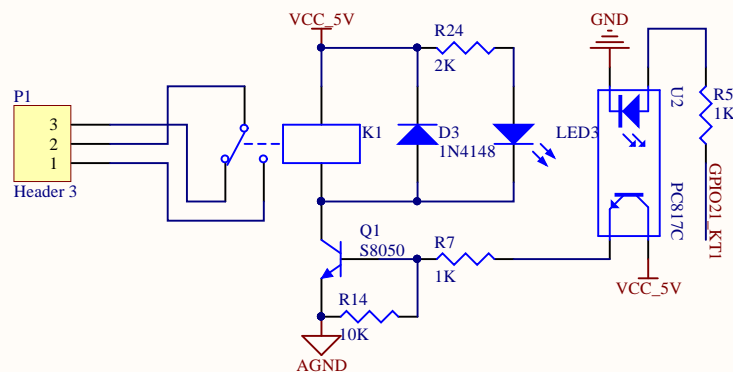 VCC_5V
GND
R24
2K
P1
U2
R5
1K
3
2
1
K1
D3
1N4148
LED3
Header 3
PC817C
GPIO21_KT1
Q1
S8050
R7
1K
VCC_5V
R14
10K
AGND